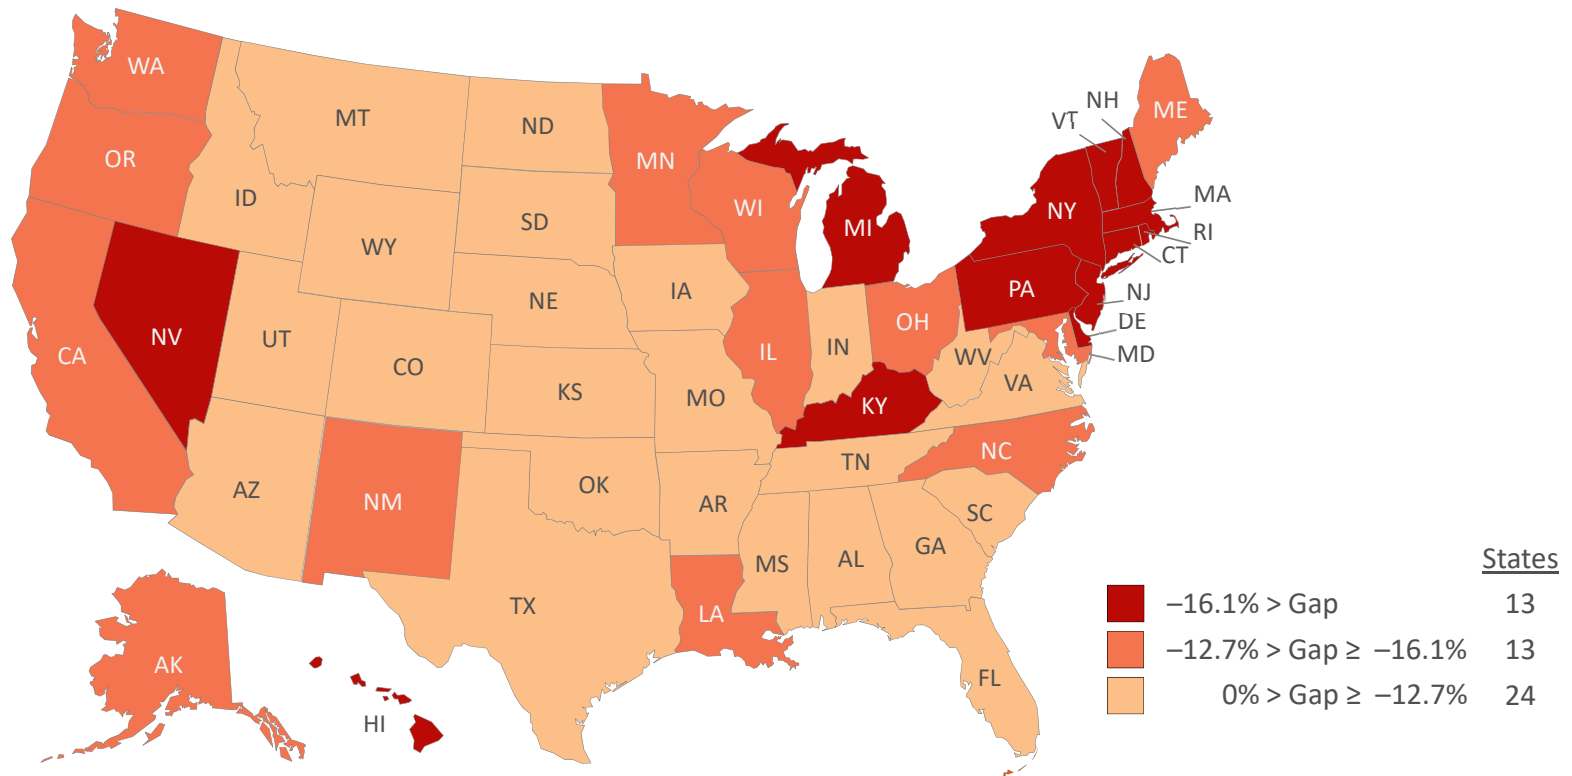 WA
NH
ME
VT
MT
ND
OR
MN
ID
MA
WI
NY
SD
MI
RI
WY
CT
IA
PA
NJ
NE
OH
DE
NV
UT
IN
IL
MD
CA
WV
CO
VA
KS
MO
KY
NC
TN
AZ
OK
NM
AR
SC
GA
AL
MS
States
TX
–16.1% > Gap 13
LA
–12.7% > Gap ≥ –16.1% 13
AK
FL
0% > Gap ≥ –12.7% 24
HI